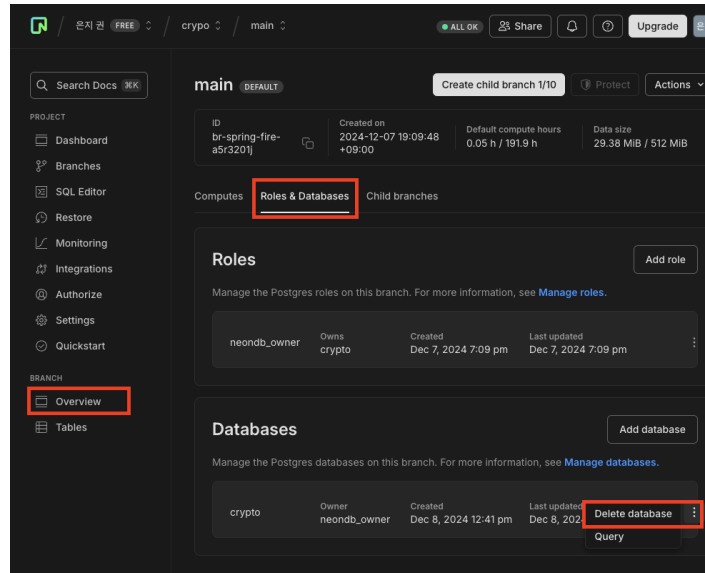 은지 권 FREE / crypo / main
ALL OK Share Upgrade 은
Search Docs ⌘K
PROJECT
Dashboard
Branches
SQL Editor
Restore
Monitoring
Integrations
Authorize
Settings
Quickstart
BRANCH
Overview
Tables
main DEFAULT
Create child branch 1/10 Protect Actions
ID
br-spring-fire-
a5r3201j
Created on
2024-12-07
19:09:48
+09:00
Default compute hours
0.05 h / 191.9 h
Data size
29.38 MiB / 512 MiB
Computes Roles & Databases Child branches
Roles
Add role
Manage the Postgres roles on this branch. For more information, see Manage roles.
neondb_owner
Owns
crypto
Created
Dec 7, 2024 7:09 pm
Last updated
Dec 7, 2024 7:09 pm
Databases
Add database
Manage the Postgres databases on this branch. For more information, see Manage databases.
crypto
Owner
neondb_owner
Created
Dec 8, 2024 12:41 pm
Last updated
Dec 8, 202
Delete database
Query